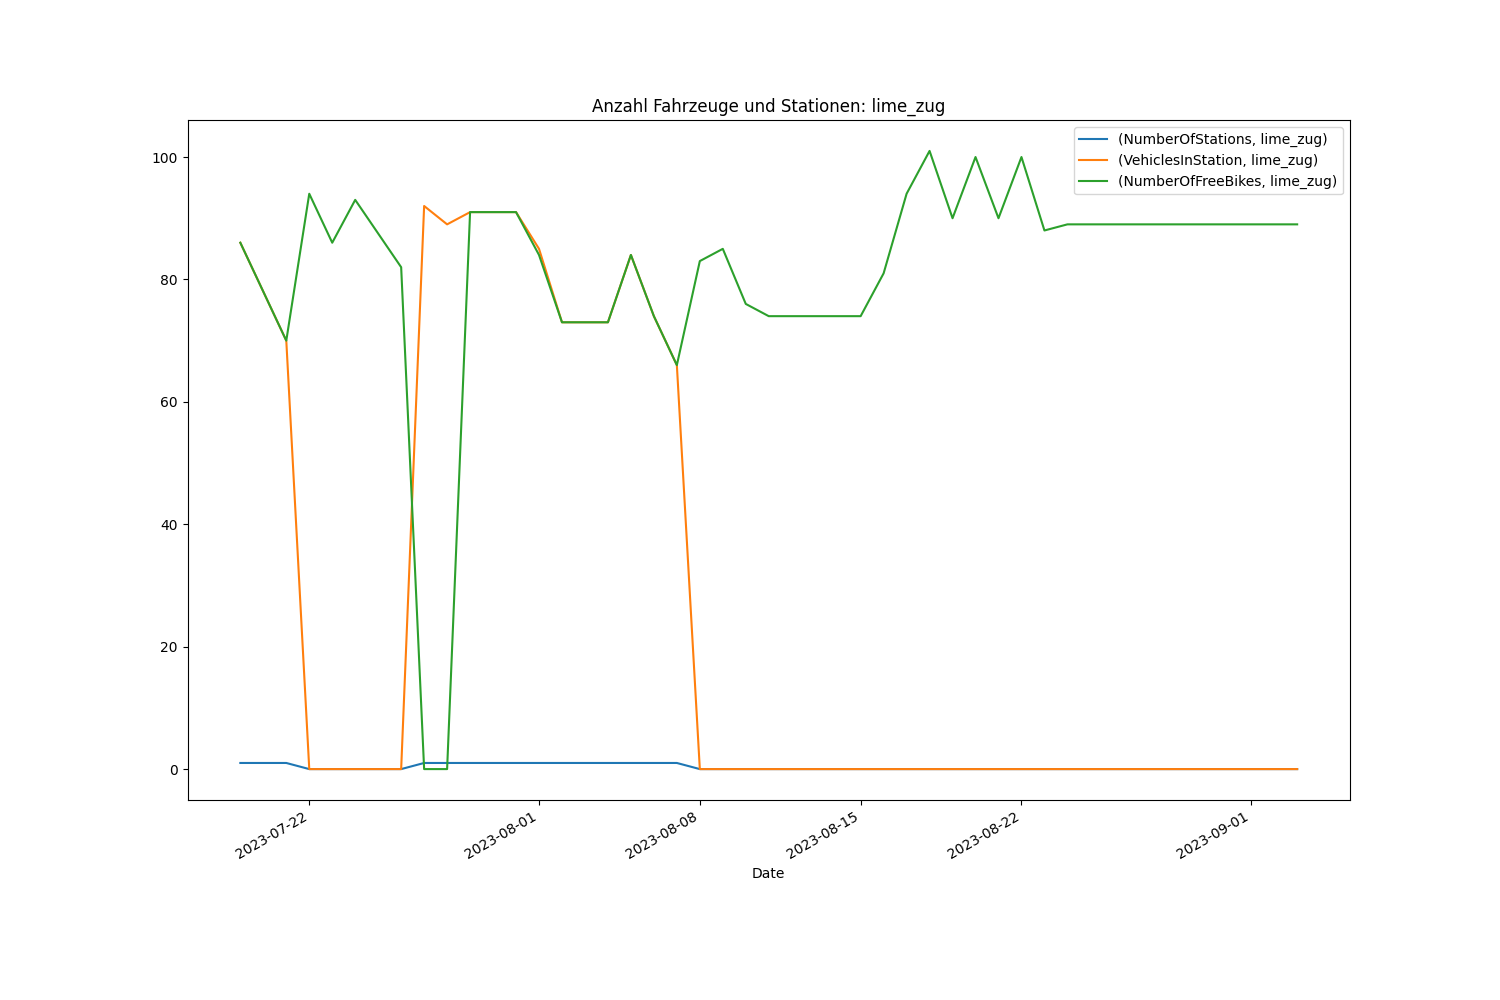 Anzahl Fahrzeuge und Stationen: lime_zug
(NumberOfStations, lime_zug)
(VehiclesInStation, lime_zug)
(NumberOfFreeBikes, lime_zug)
100
80
60
40
20
0
2023-07-22
2023-08-01
2023-08-08
2023-08-15
2023-08-22
2023-09-01
Date